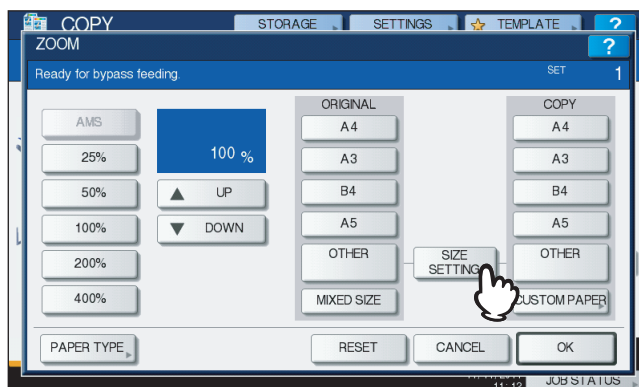 COPY
STORAGE
SETTINGS
TEMPLATE
?
ZOOM
?
Ready for bypass feeding.
SET 1
ORIGINAL
COPY
AMS
A4
A4
25%
100 %
A3
A3
50%
UP
B4
B4
100%
DOWN
A5
A5
200%
OTHER
SIZE
SETTING
OTHER
400%
MIXED SIZE
CUSTOM PAPER
PAPER TYPE
RESET
CANCEL
OK
JOB STATUS